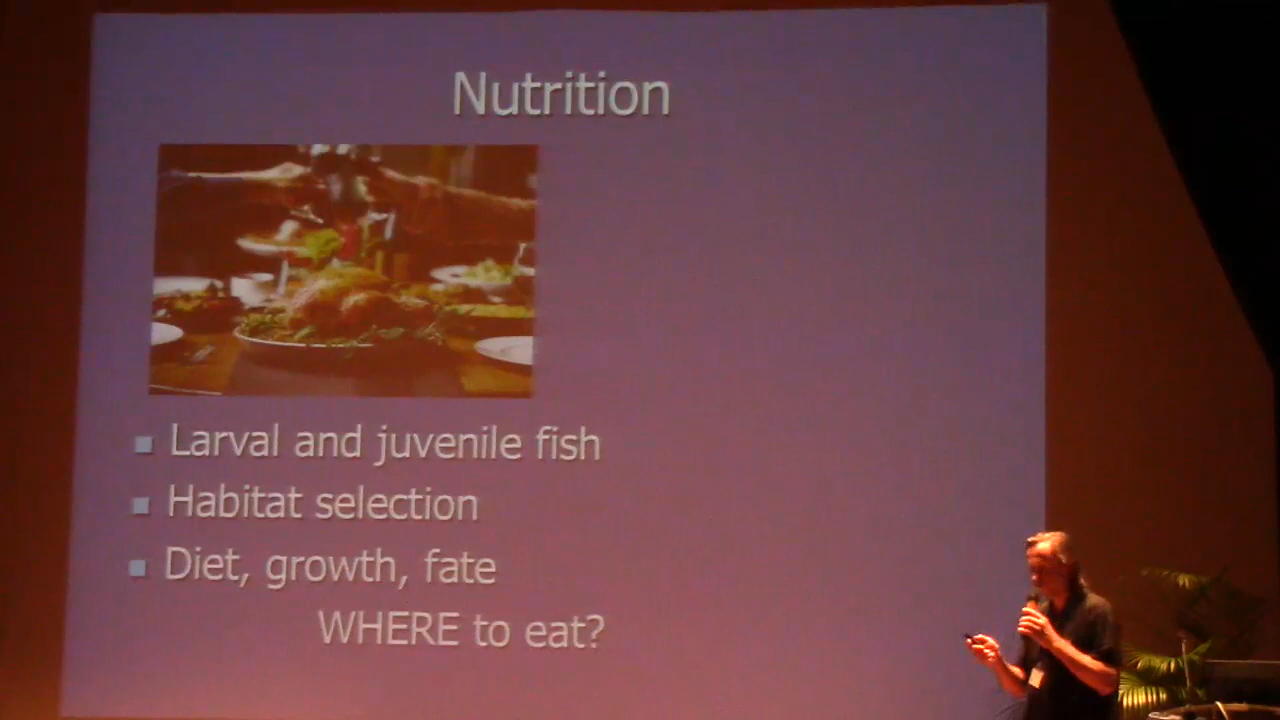 Nutrition
Larval and juvenile fish
Habitat selection
Diet, growth, fate
WHERE to eat?